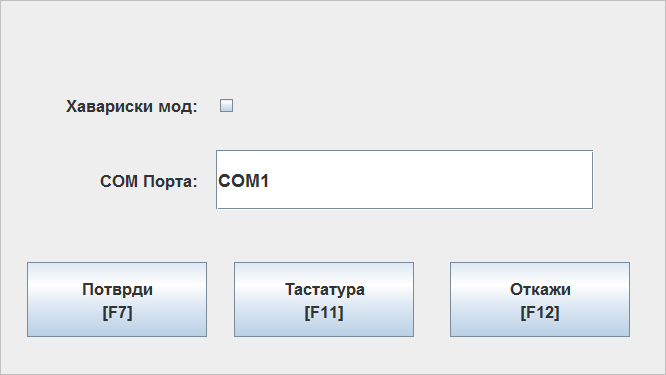 Хавариски мод:
COM Порта:
COM1
Потврди
[F7]
Тастатура
[F11]
Откажи
[F12]